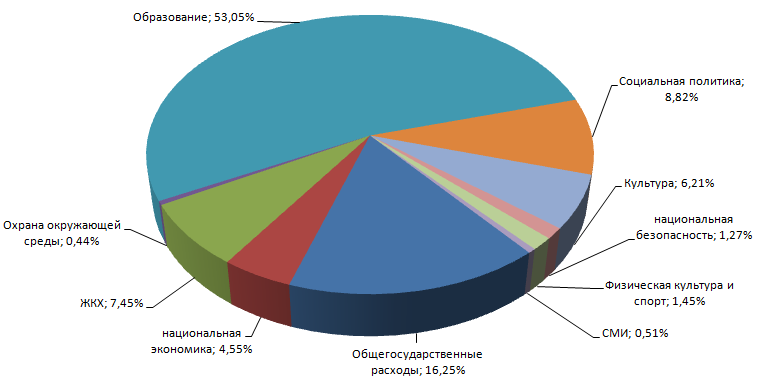 Образование; 53,05%
Социальная политика;
8,82%
Культура; 6,21%
национальная
безопасность; 1,27%
Физическая культура и
спорт; 1,45%
СМИ; 0,51%
Общегосударственные
расходы; 16,25%
национальная
экономика; 4,55%
ЖКХ; 7,45%
Охрана окружающей
среды; 0,44%